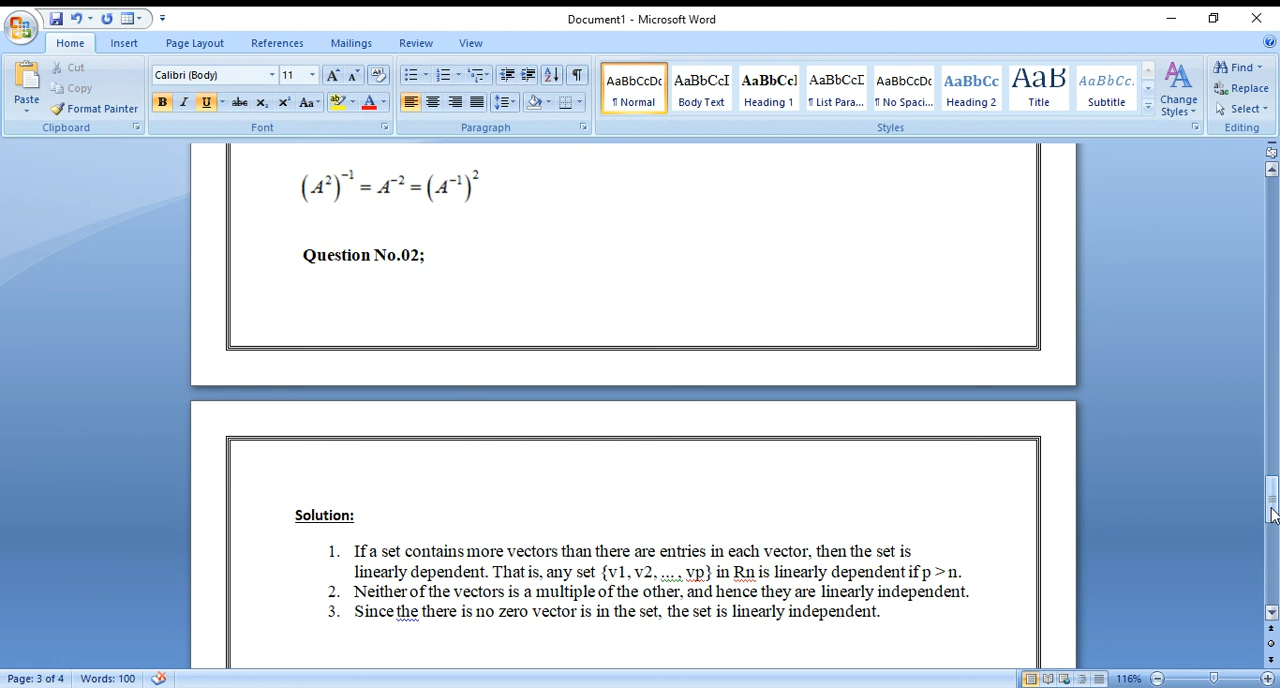 Document1 - Microsoft Word
Home Insert Page Layout References Mailings Review View
Paste
Cut
Copy
Format Painter
Clipboard
Calibri (Body) 11
B I U abc X₂ X² Aa
Font
Paragraph
AaBbCcDc ¶ Normal
AaBbCcI Body Text
AaBbCc] Heading 1
AaBbCcI ¶ List Para...
AaBbCcDc ¶ No Spaci...
AaBbCc Heading 2
AaB Title
AaBbCc. Subtitle
Change Styles
Styles
Find
Replace
Select
Editing
(A²)⁻¹ = A⁻² = (A⁻¹)²
Question No.02;
Solution:
1. If a set contains more vectors than there are entries in each vector, then the set is
linearly dependent. That is, any set {v1, v2, ... , vp} in Rn is linearly dependent if p > n.
2. Neither of the vectors is a multiple of the other, and hence they are linearly independent.
3. Since the there is no zero vector is in the set, the set is linearly independent.
Page: 3 of 4 Words: 100 116%